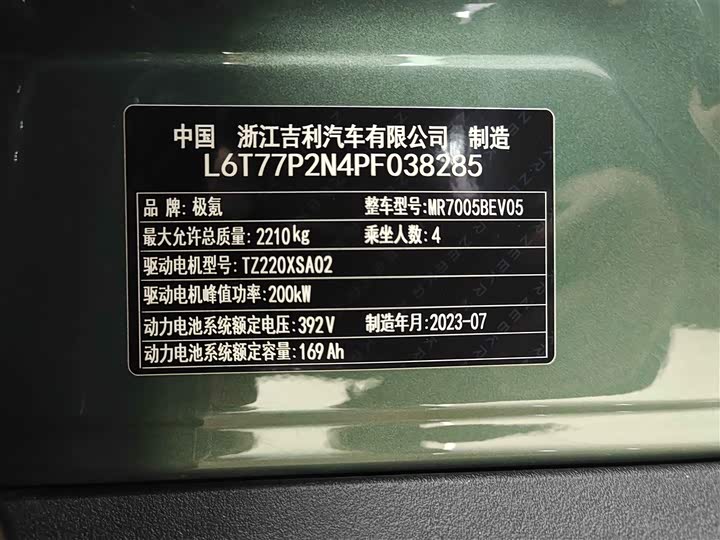 中国 浙江吉利汽车有限公司 制造
L6T77P2N4PF038285
品 牌: 极氪 整车型号:MR7005BEV05
最大允许总质量: 2210kg 乘坐人数: 4
驱动电机型号: TZ220XSA02
驱动电机峰值功率:200kW
动力电池系统额定电压:392V 制造年月:2023-07
动力电池系统额定容量:169Ah